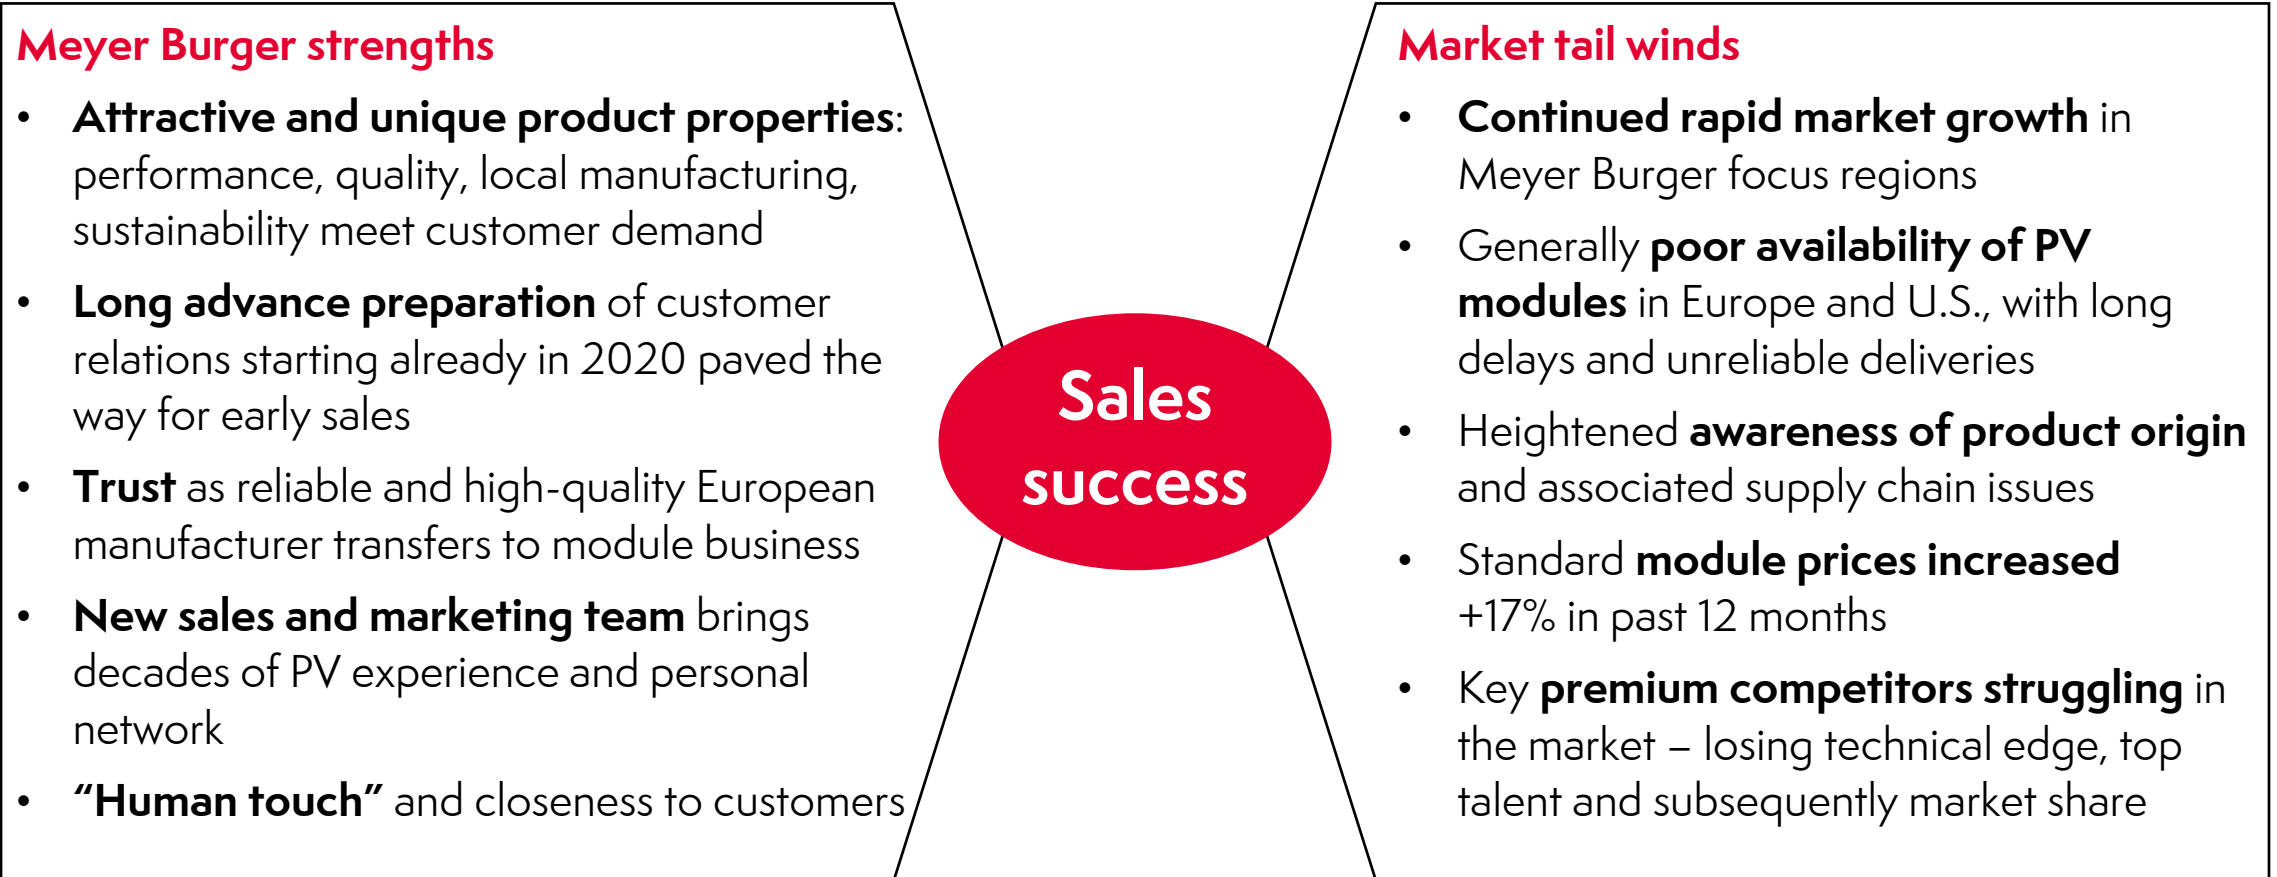 Meyer Burger strengths
• Attractive and unique product properties:
performance, quality, local manufacturing,
sustainability meet customer demand
• Long advance preparation of customer
relations starting already in 2020 paved the
way for early sales
• Trust as reliable and high-quality European
manufacturer transfers to module business
• New sales and marketing team brings
decades of PV experience and personal
network
• “Human touch” and closeness to customers
Sales
success
Market tail winds
• Continued rapid market growth in
Meyer Burger focus regions
• Generally poor availability of PV
modules in Europe and U.S., with long
delays and unreliable deliveries
• Heightened awareness of product origin
and associated supply chain issues
• Standard module prices increased
+17% in past 12 months
• Key premium competitors struggling in
the market – losing technical edge, top
talent and subsequently market share